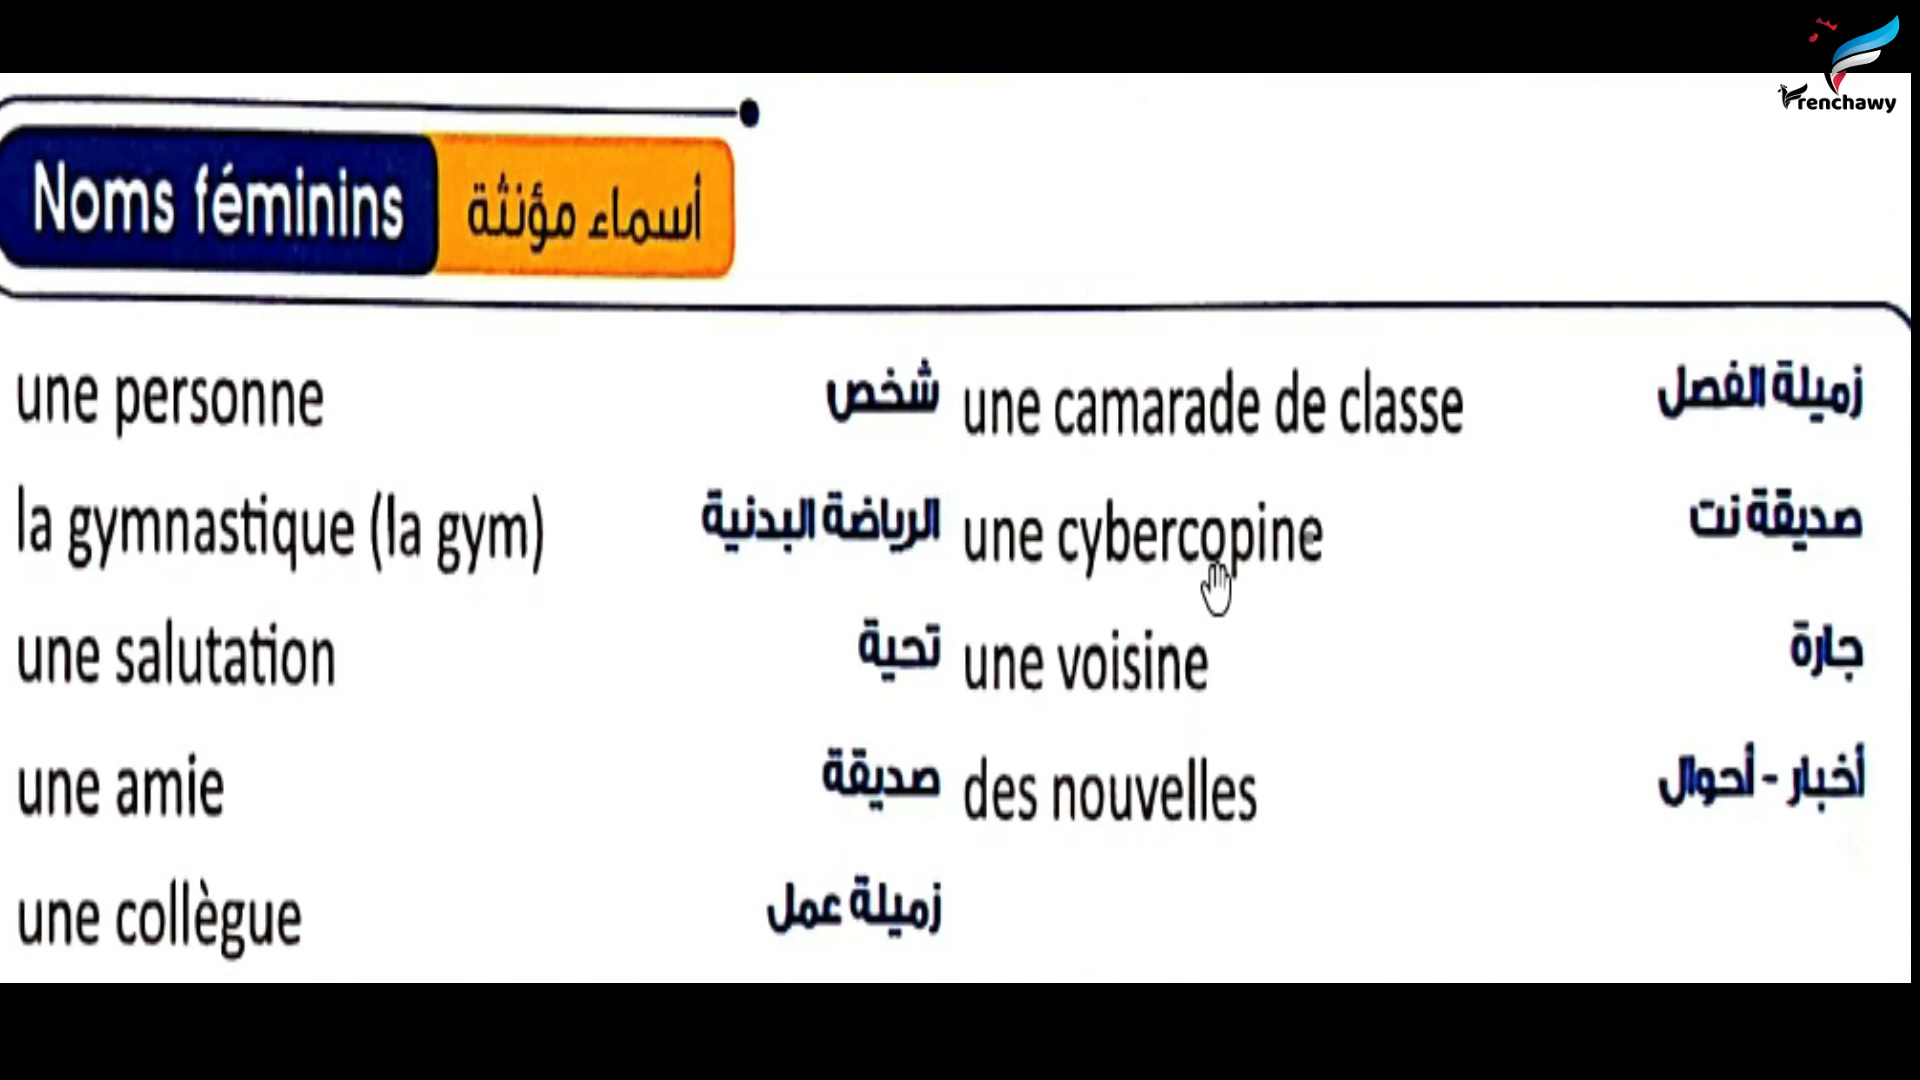 Frenchawy
Noms féminins أسماء مؤنثة
une personne شخص
la gymnastique (la gym) الرياضة البدنية
une salutation تحية
une amie صديقة
une collègue زميلة عمل
une camarade de classe زميلة الفصل
une cybercopine صديقة نت
une voisine جارة
des nouvelles أخبار - أحوال